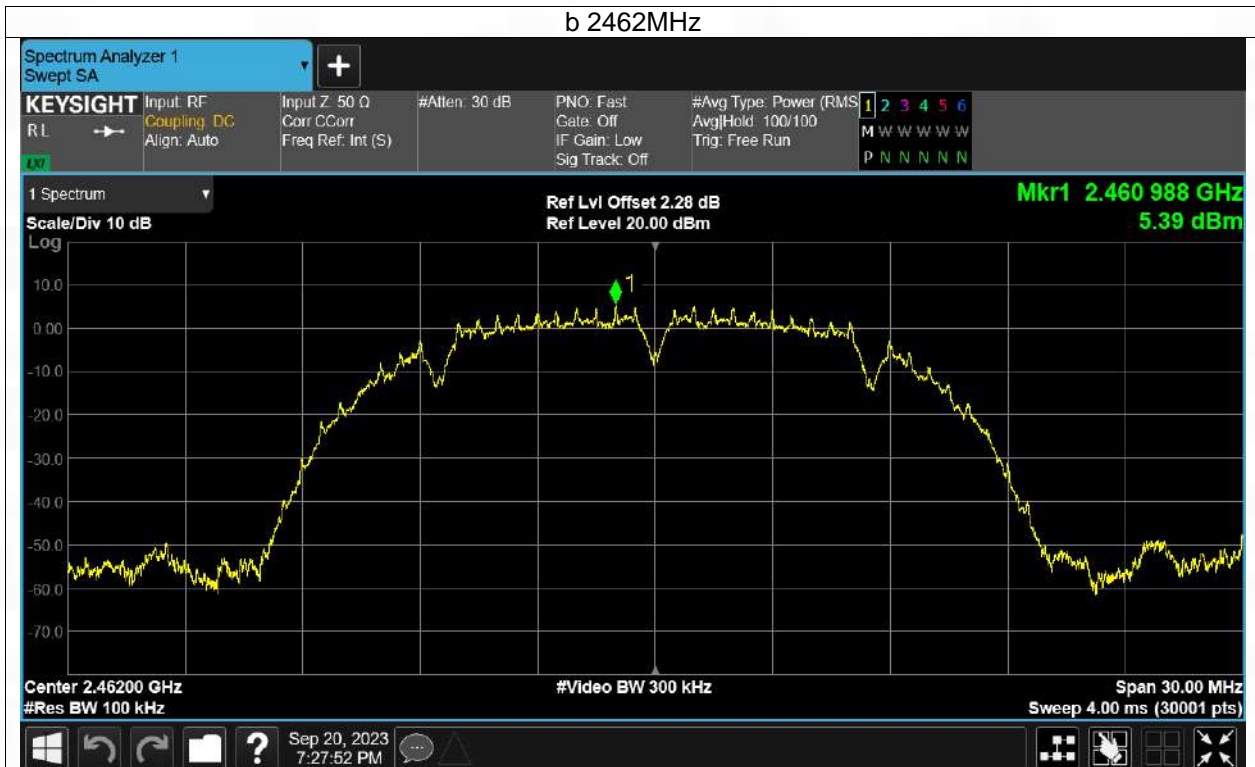 b 2462MHz
Spectrum Analyzer 1
Swept SA
+
KEYSIGHT
RL
LXI
Input: RF
Coupling: DC
Align: Auto
Input Z: 50 Ω
Corr CCorr
Freq Ref: Int (S)
#Atten: 30 dB
PNO: Fast
Gate: Off
IF Gain: Low
Sig Track: Off
#Avg Type: Power (RMS
Avg|Hold: 100/100
Trig: Free Run
1 2 3 4 5 6
M W W W W W
P N N N N N
1 Spectrum
Scale/Div 10 dB
Log
Ref Lvl Offset 2.28 dB
Ref Level 20.00 dBm
Mkr1 2.460 988 GHz
5.39 dBm
1
10.0
0.00
-10.0
-20.0
-30.0
-40.0
-50.0
-60.0
-70.0
Center 2.46200 GHz
#Res BW 100 kHz
#Video BW 300 kHz
Span 30.00 MHz
Sweep 4.00 ms (30001 pts)
?
Sep 20, 2023
7:27:52 PM